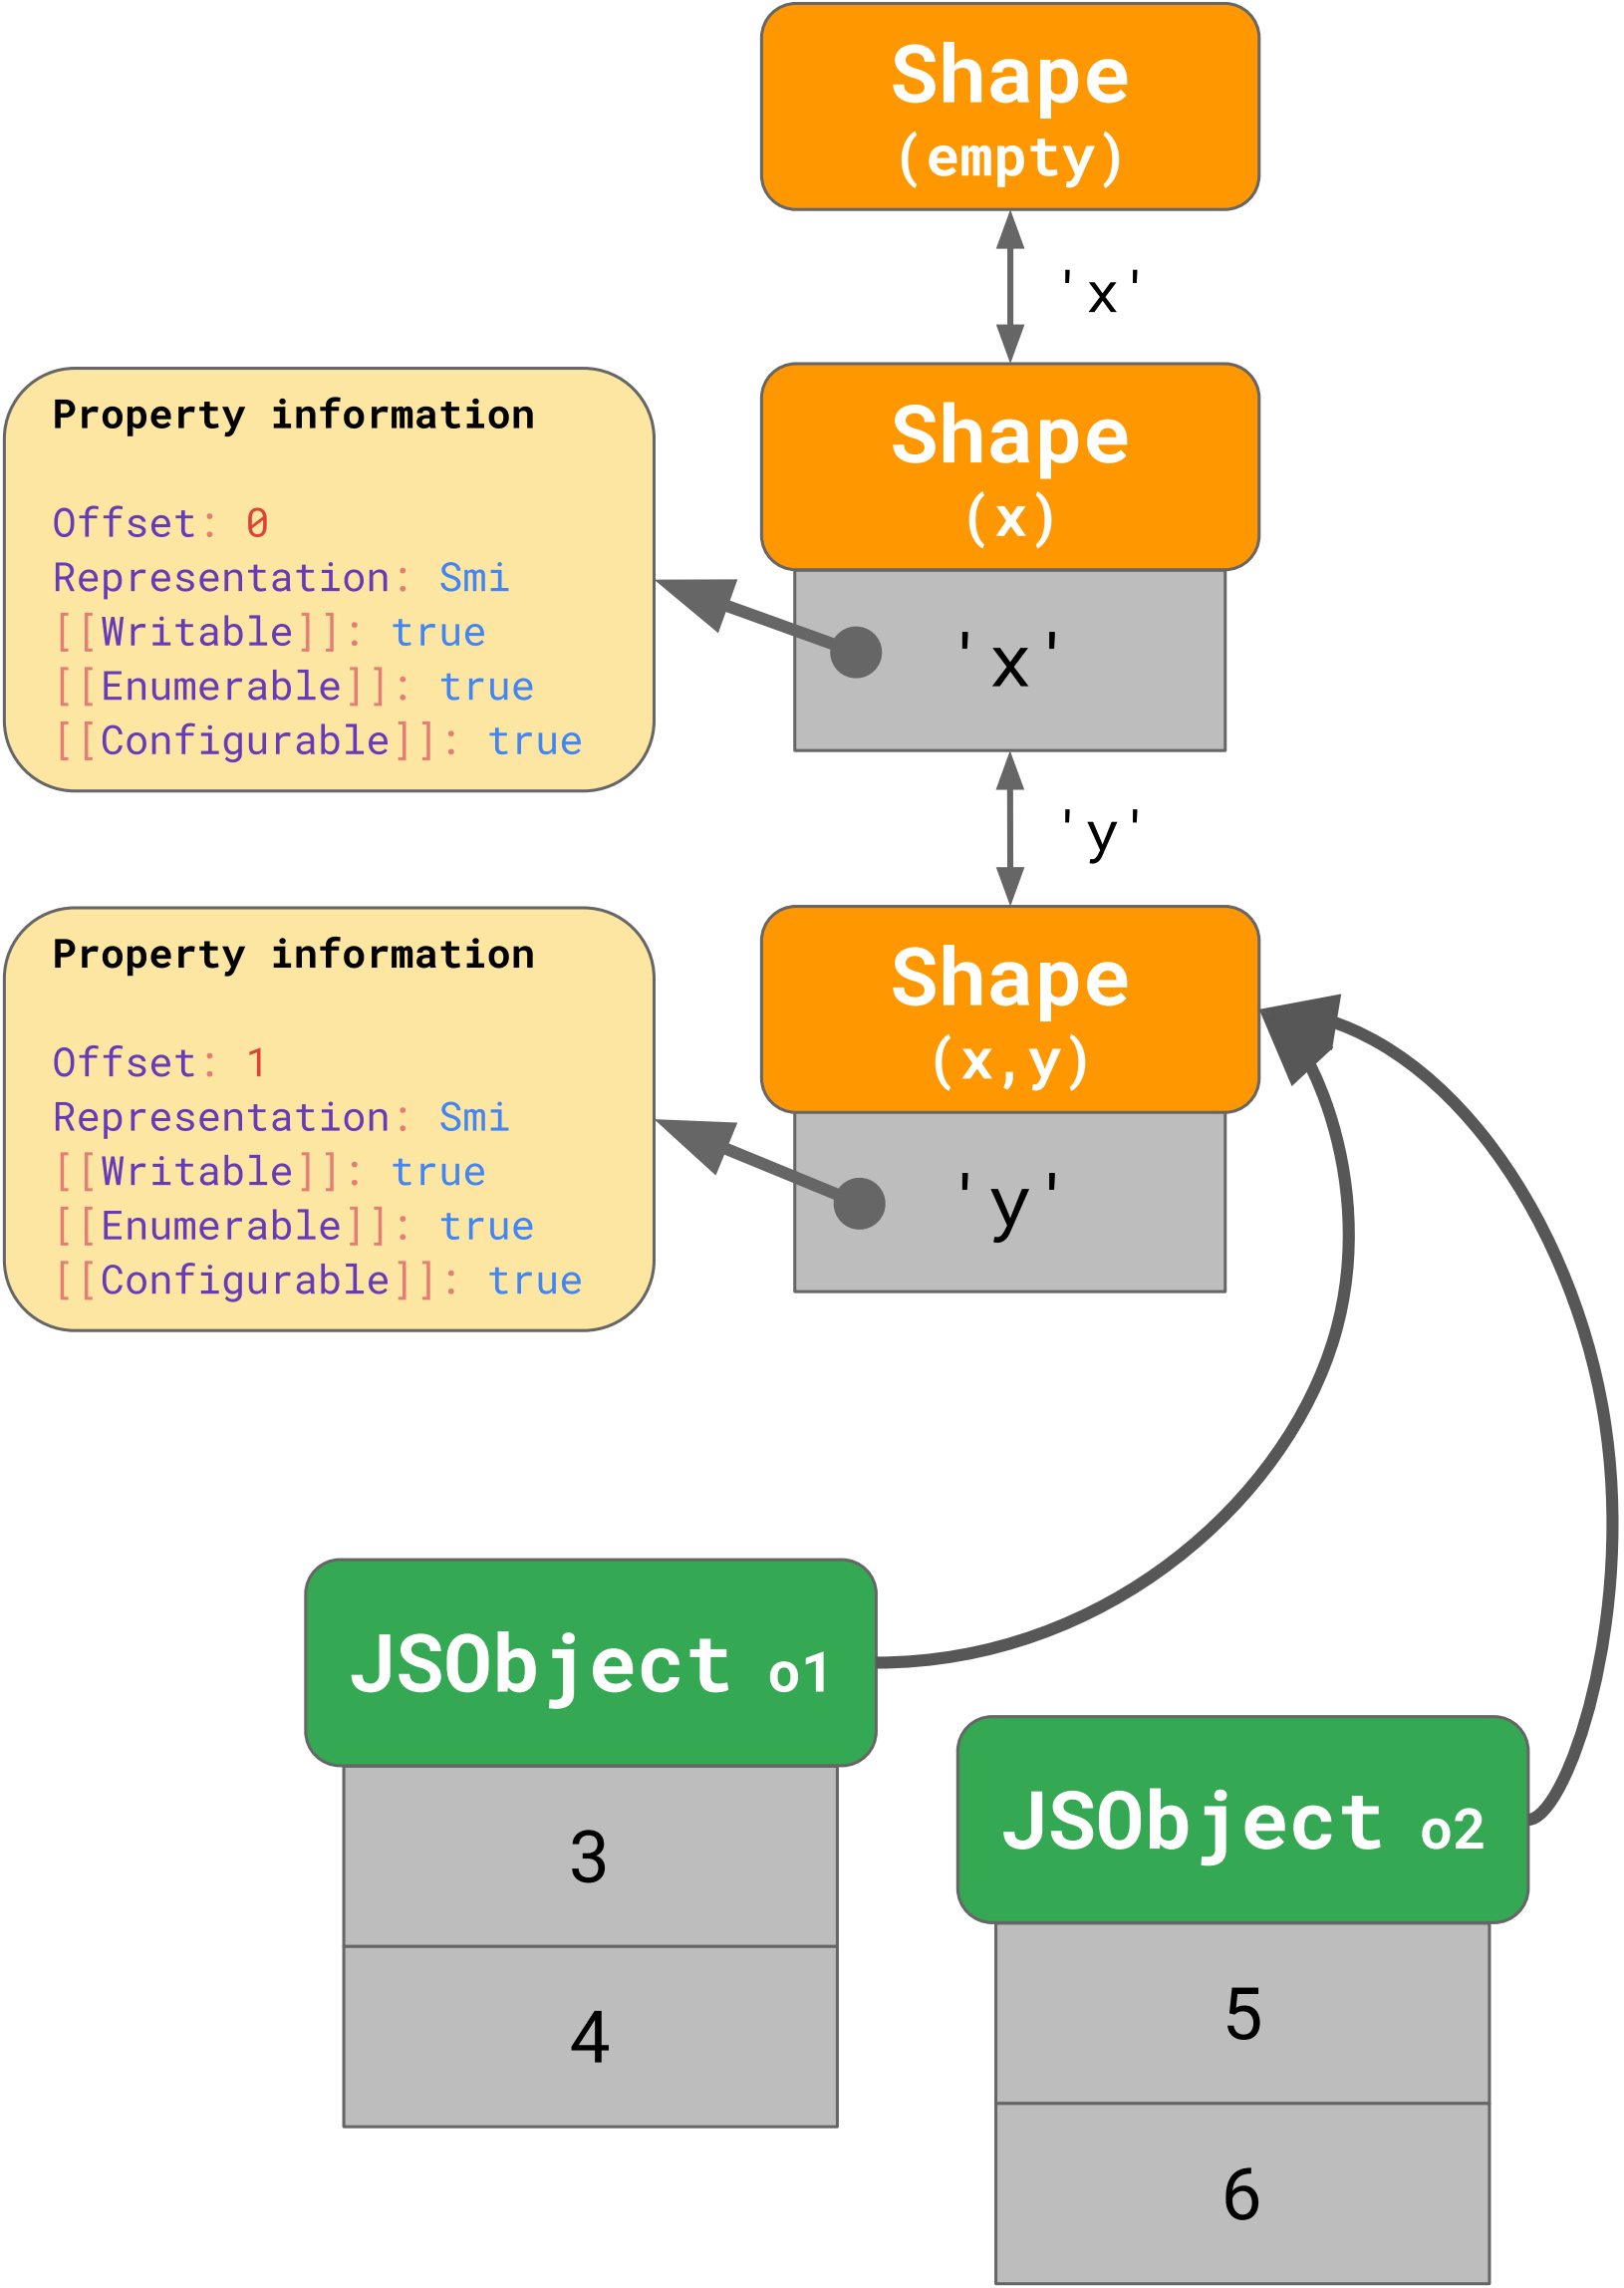 Shape
(empty)
'x'
Property information
Offset: 0
Representation: Smi
[[Writable]]: true
[[Enumerable]]: true
[[Configurable]]: true
Shape
(x)
'x'
'y'
Property information
Offset: 1
Representation: Smi
[[Writable]]: true
[[Enumerable]]: true
[[Configurable]]: true
Shape
(x,y)
'y'
JSObject o1
3
4
JSObject o2
5
6